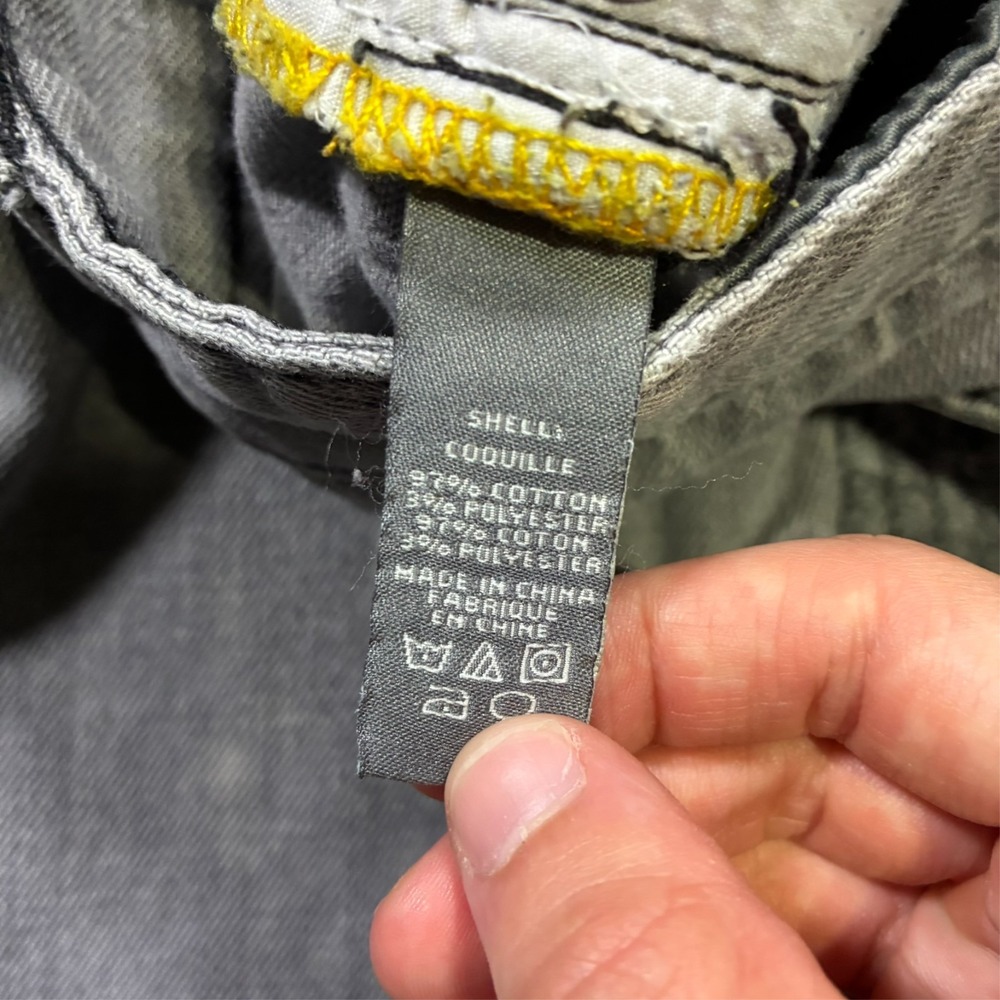 SHELL:
COQUILLE
97% COTTON
3% POLYESTER
97% COTON
3% POLYESTER
MADE IN CHINA
FABRIQUE
EN CHINE